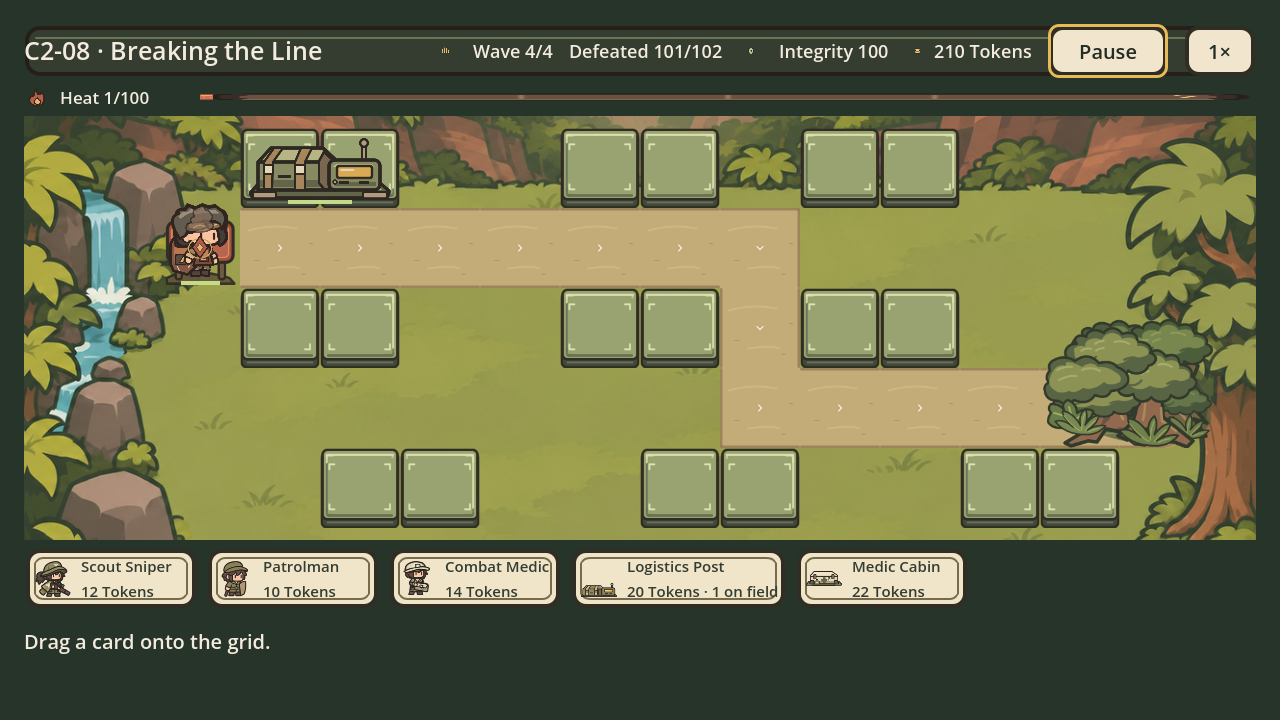 C2-08 · Breaking the Line
Wave 4/4 Defeated 101/102 Integrity 100 210 Tokens Pause 1×
Heat 1/100
Scout Sniper
12 Tokens
Patrolman
10 Tokens
Combat Medic
14 Tokens
Logistics Post
20 Tokens · 1 on field
Medic Cabin
22 Tokens
Drag a card onto the grid.